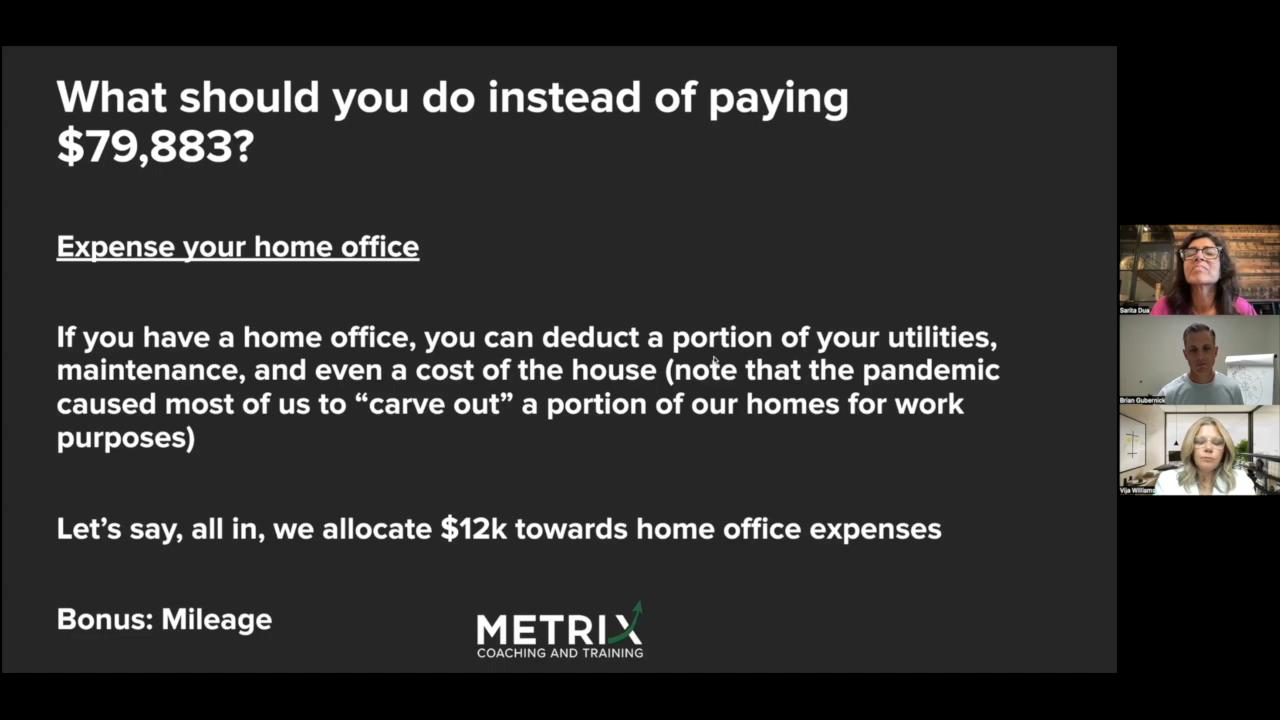 What should you do instead of paying
$79,883?
Expense your home office
If you have a home office, you can deduct a portion of your utilities,
maintenance, and even a cost of the house (note that the pandemic
caused most of us to “carve out” a portion of our homes for work
purposes)
Let’s say, all in, we allocate $12k towards home office expenses
Bonus: Mileage
METRIX
COACHING AND TRAINING
Sarita Dua
Brian Gubernick
Vija Williams